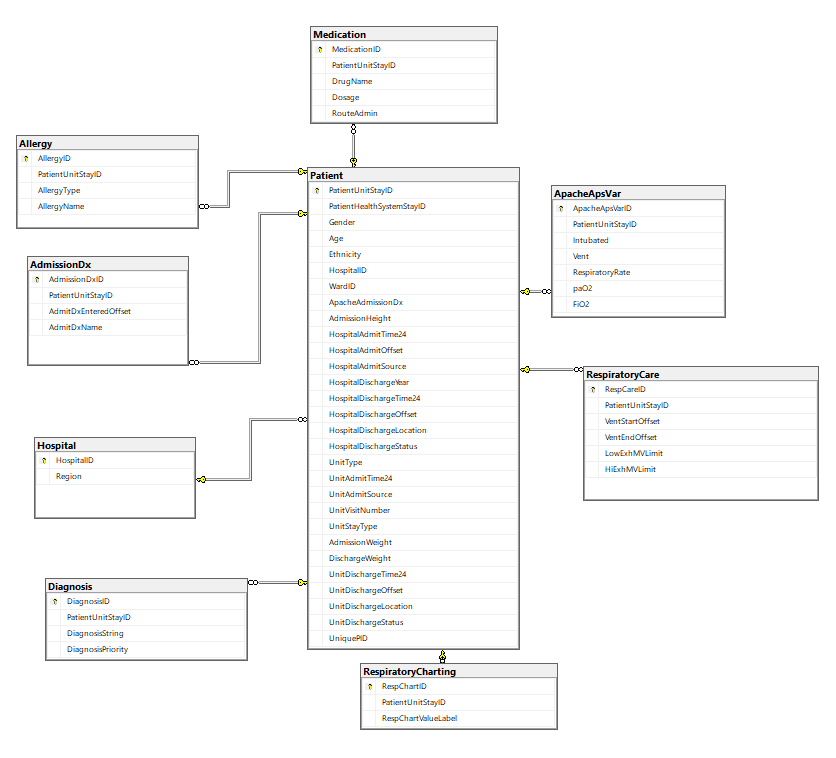 Medication
MedicationID
PatientUnitStayID
DrugName
Dosage
RouteAdmin
Allergy
AllergyID
PatientUnitStayID
AllergyType
AllergyName
Patient
PatientUnitStayID
PatientHealthSystemStayID
Gender
Age
Ethnicity
HospitalID
WardID
ApacheAdmissionDx
AdmissionHeight
HospitalAdmitTime24
HospitalAdmitOffset
HospitalAdmitSource
HospitalDischargeYear
HospitalDischargeTime24
HospitalDischargeOffset
HospitalDischargeLocation
HospitalDischargeStatus
UnitType
UnitAdmitTime24
UnitAdmitSource
UnitVisitNumber
UnitStayType
AdmissionWeight
DischargeWeight
UnitDischargeTime24
UnitDischargeOffset
UnitDischargeLocation
UnitDischargeStatus
UniquePID
ApacheApsVar
ApacheApsVarID
PatientUnitStayID
Intubated
Vent
RespiratoryRate
paO2
FiO2
AdmissionDx
AdmissionDxID
PatientUnitStayID
AdmitDxEnteredOffset
AdmitDxName
RespiratoryCare
RespCareID
PatientUnitStayID
VentStartOffset
VentEndOffset
LowExhMVLimit
HiExhMVLimit
Hospital
HospitalID
Region
Diagnosis
DiagnosisID
PatientUnitStayID
DiagnosisString
DiagnosisPriority
RespiratoryCharting
RespChartID
PatientUnitStayID
RespChartValueLabel